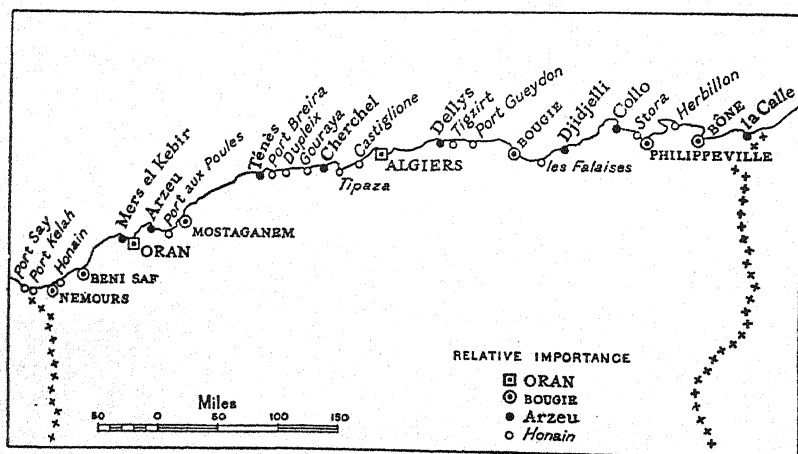 Port Say
Port Kelah
Honain
NEMOURS
BENI SAF
Mers el Kebir
ORAN
Arzeu
Port aux Poules
MOSTAGANEM
Ténès
Port Breira
Dupleix
Gouraya
Cherchel
Tipaza
Castiglione
ALGIERS
Dellys
Tigzirt
Port Gueydon
BOUGIE
les Falaises
Djidjelli
Collo
Stora
PHILIPPEVILLE
Herbillon
BÔNE
la Calle
RELATIVE IMPORTANCE
ORAN
BOUGIE
Arzeu
Honain
Miles
50 0 50 100 150